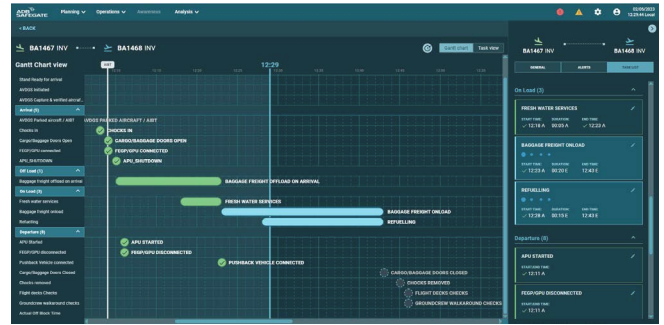 ADB
SAFEGATE
Planning
Operations
Awareness
Analysis
02/05/2023
12:29:44 Local
< BACK
BA1467 INV
BA1468 INV
Gantt chart
Task view
Gantt Chart view
AIBT
12:29
Stand Ready for arrival
AVDGS Initiated
AVDGS Capture & verified arrival...
Arrival (5)
AVDGS Parked aircraft / AIBT
AVDGS PARKED AIRCRAFT / AIBT
Chocks in
CHOCKS IN
Cargo/Baggage Doors Open
CARGO/BAGGAGE DOORS OPEN
FEGP/GPU connected
FEGP/GPU CONNECTED
APU_SHUTDOWN
APU_SHUTDOWN
Off Load (1)
Baggage freight offload on arrival
BAGGAGE FREIGHT OFFLOAD ON ARRIVAL
On Load (3)
Fresh water services
FRESH WATER SERVICES
Baggage freight onload
BAGGAGE FREIGHT ONLOAD
Refuelling
REFUELLING
Departure (8)
APU Started
APU STARTED
FEGP/GPU disconnected
FEGP/GPU DISCONNECTED
Pushback Vehicle connected
PUSHBACK VEHICLE CONNECTED
Cargo/Baggage Doors Closed
CARGO/BAGGAGE DOORS CLOSED
Chocks removed
CHOCKS REMOVED
Flight decks Checks
FLIGHT DECKS CHECKS
Groundcrew walkaround checks
GROUNDCREW WALKAROUND CHECKS
Actual Off Block Time
BA1467 INV
BA1468 INV
GENERAL
ALERTS
TASK LIST
On Load (3)
FRESH WATER SERVICES
START TIME: DURATION: END TIME:
12:18 A 00:05 A 12:23 A
BAGGAGE FREIGHT ONLOAD
START TIME: DURATION: END TIME:
12:23 A 00:20 E 12:43 E
REFUELLING
START TIME: DURATION: END TIME:
12:28 A 00:15 E 12:43 E
Departure (8)
APU STARTED
START/END TIME:
12:11 A
FEGP/GPU DISCONNECTED
START/END TIME:
12:11 A